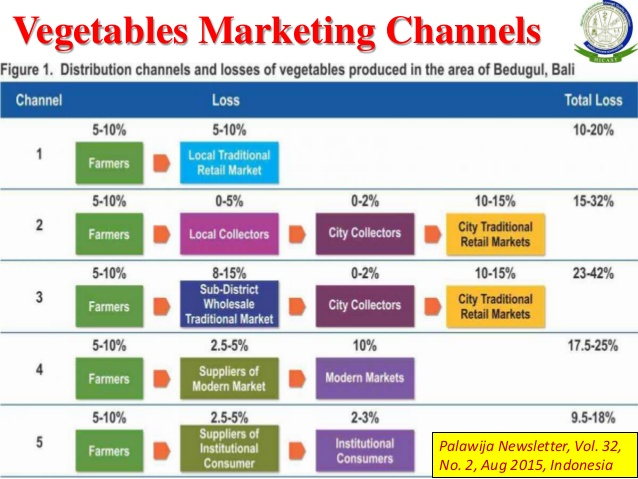 Vegetables Marketing Channels
HICAST
Figure 1. Distribution channels and losses of vegetables produced in the area of Bedugul, Bali
Channel Loss Total Loss
5-10% 5-10% 10-20%
1 Farmers Local Traditional
Retail Market
5-10% 0-5% 0-2% 10-15% 15-32%
2 Farmers Local Collectors City Collectors City Traditional
Retail Markets
5-10% 8-15% 0-2% 10-15% 23-42%
3 Farmers Sub-District
Wholesale
Traditional Market City Collectors City Traditional
Retail Markets
5-10% 2.5-5% 10% 17.5-25%
4 Farmers Suppliers of
Modern Market Modern Markets
5-10% 2.5-5% 2-3% 9.5-18%
5 Farmers Suppliers of
Institutional
Consumer Institutional
Consumers
Palawija Newsletter, Vol. 32,
No. 2, Aug 2015, Indonesia